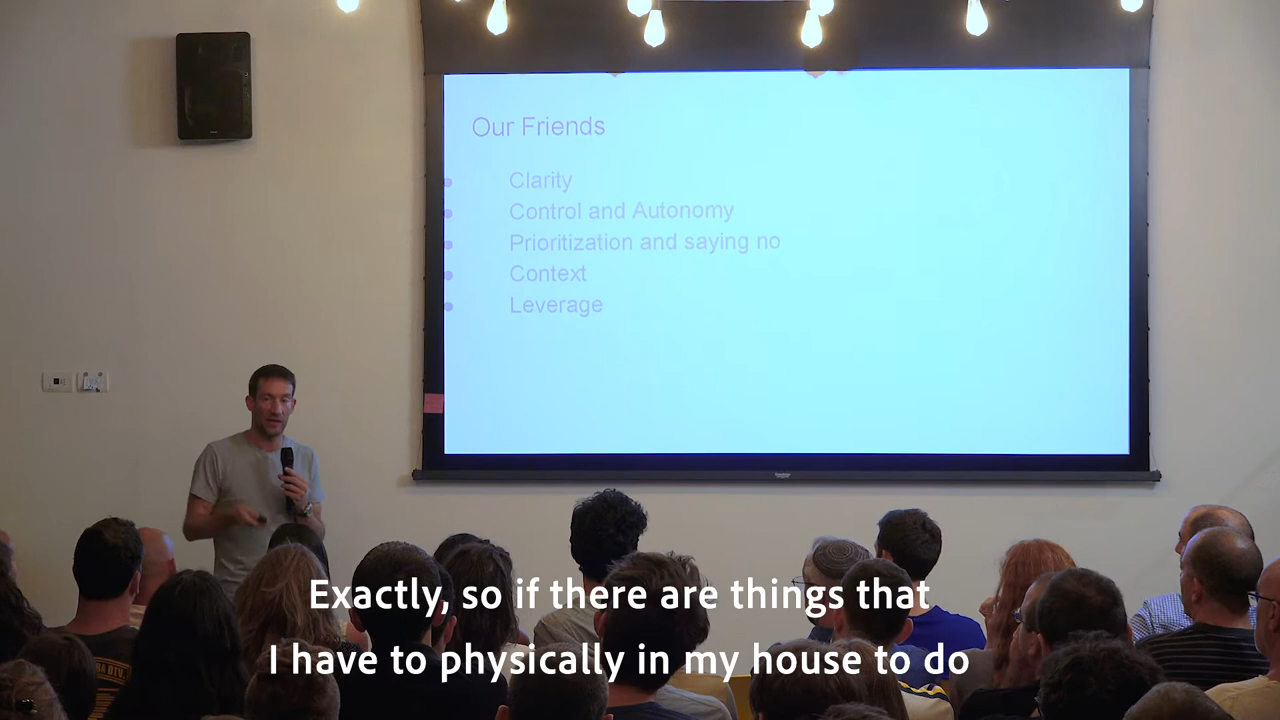 Our Friends
Clarity
Control and Autonomy
Prioritization and saying no
Context
Leverage
Exactly, so if there are things that
I have to physically in my house to do